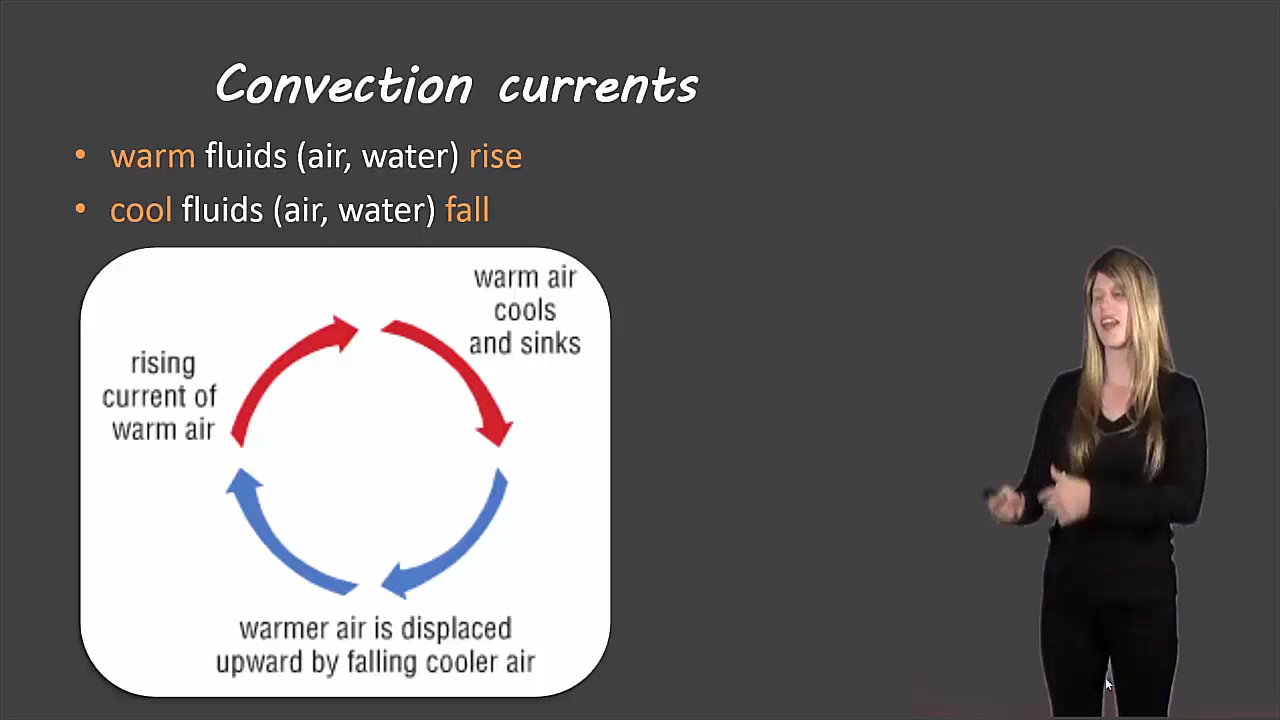 Convection currents
• warm fluids (air, water) rise
• cool fluids (air, water) fall
warm air
cools
and sinks
rising
current of
warm air
warmer air is displaced
upward by falling cooler air